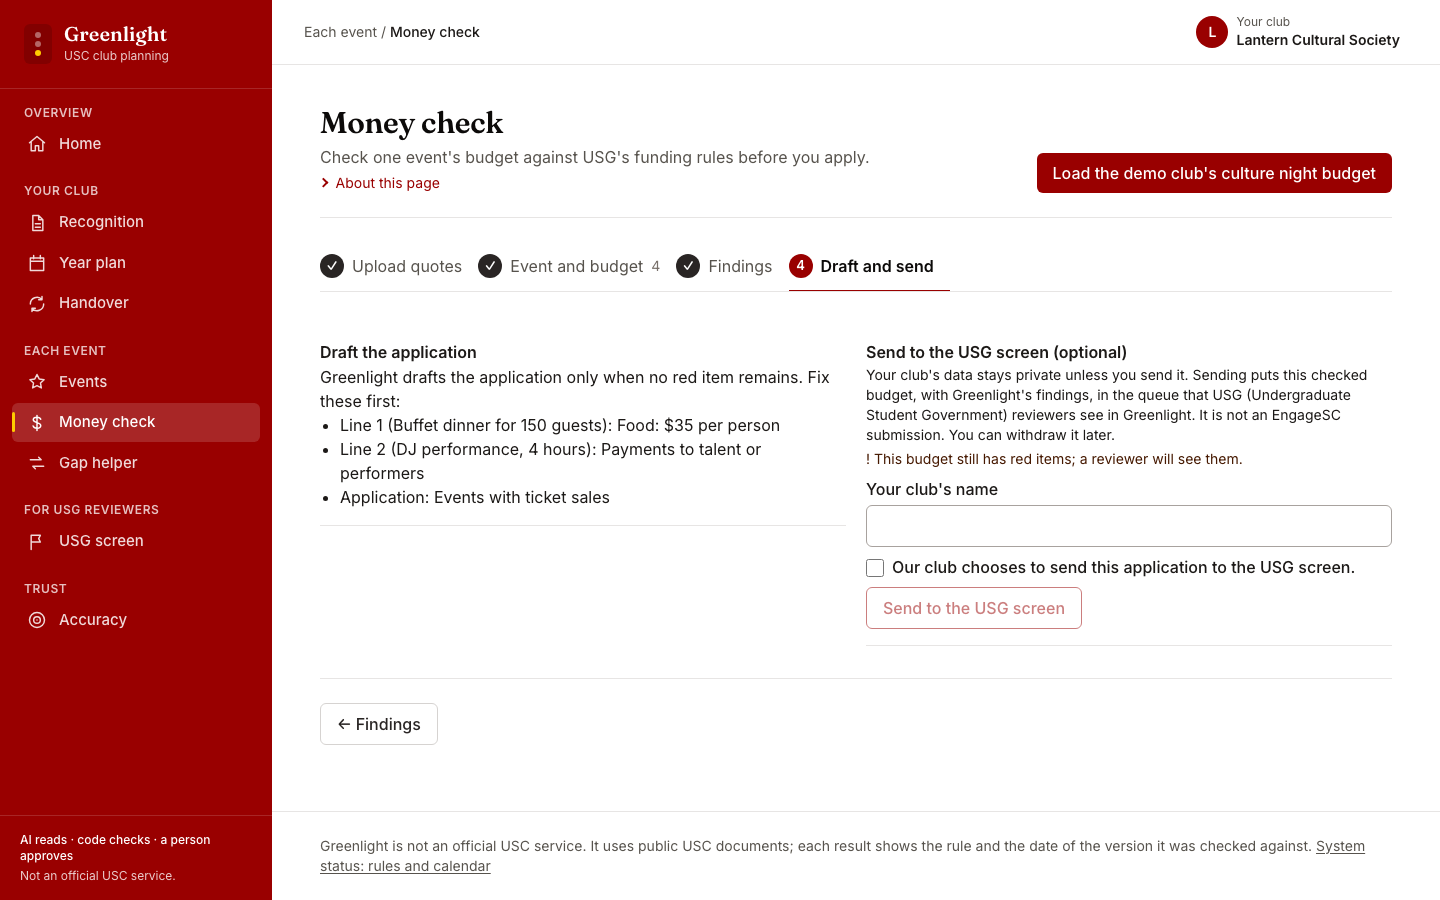 Greenlight
USC club planning
OVERVIEW
Home
YOUR CLUB
Recognition
Year plan
Handover
EACH EVENT
Events
Money check
Gap helper
FOR USG REVIEWERS
USG screen
TRUST
Accuracy
AI reads · code checks · a person
approves
Not an official USC service.
Each event / Money check
L
Your club
Lantern Cultural Society
Money check
Check one event's budget against USG's funding rules before you apply.
About this page
Load the demo club's culture night budget
Upload quotes
Event and budget 4
Findings
4 Draft and send
Draft the application
Greenlight drafts the application only when no red item remains. Fix
these first:
• Line 1 (Buffet dinner for 150 guests): Food: $35 per person
• Line 2 (DJ performance, 4 hours): Payments to talent or
performers
• Application: Events with ticket sales
Send to the USG screen (optional)
Your club's data stays private unless you send it. Sending puts this checked
budget, with Greenlight's findings, in the queue that USG (Undergraduate
Student Government) reviewers see in Greenlight. It is not an EngageSC
submission. You can withdraw it later.
! This budget still has red items; a reviewer will see them.
Your club's name
Our club chooses to send this application to the USG screen.
Send to the USG screen
← Findings
Greenlight is not an official USC service. It uses public USC documents; each result shows the rule and the date of the version it was checked against. System
status: rules and calendar